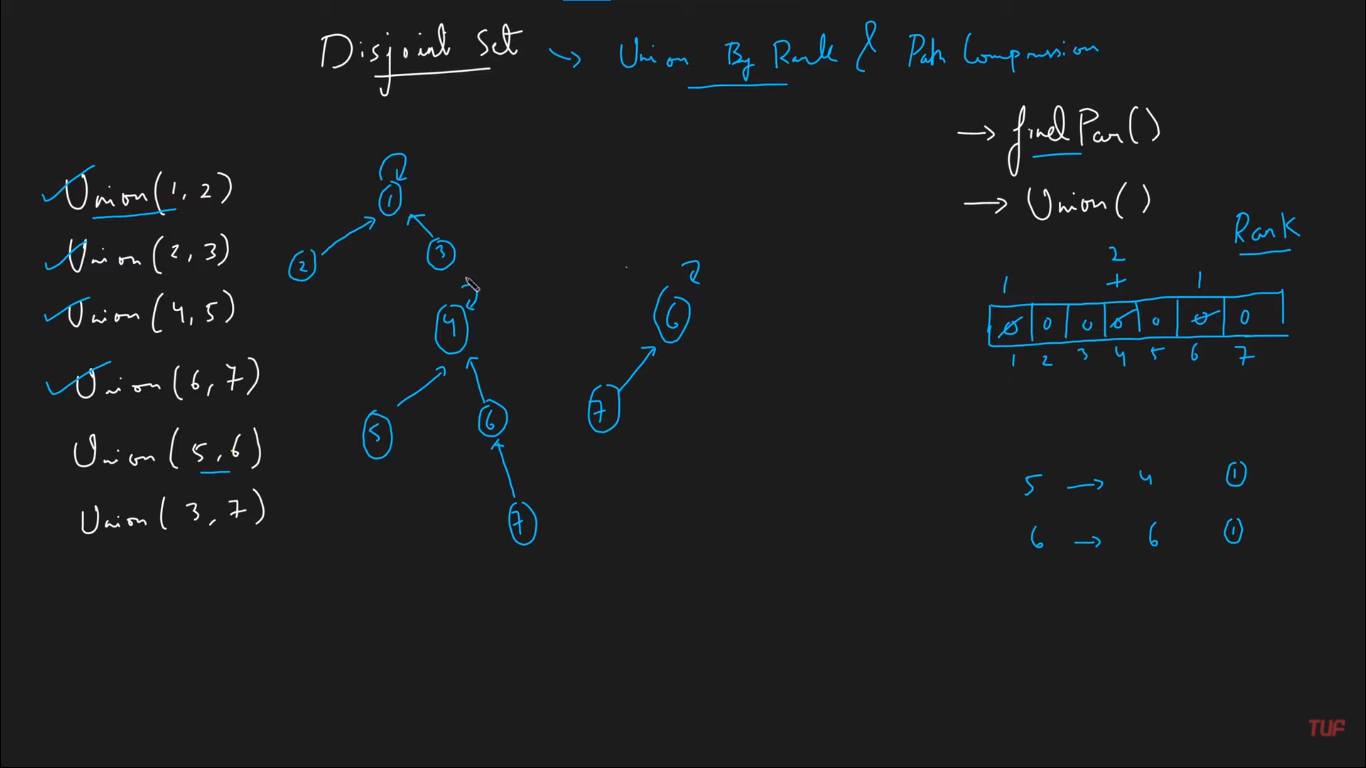 Disjoint Set → Union By Rank & Path Compression
→ findPar()
→ Union()
Rank
Union(1, 2)
Union(2, 3)
Union(4, 5)
Union(6, 7)
Union(5, 6)
Union(3, 7)
1
2
3
4
5
6
7
6
7
1 2 1
0 0 0 0 0 0 0
1 2 3 4 5 6 7
5 → 4 1
6 → 6 1
TUF